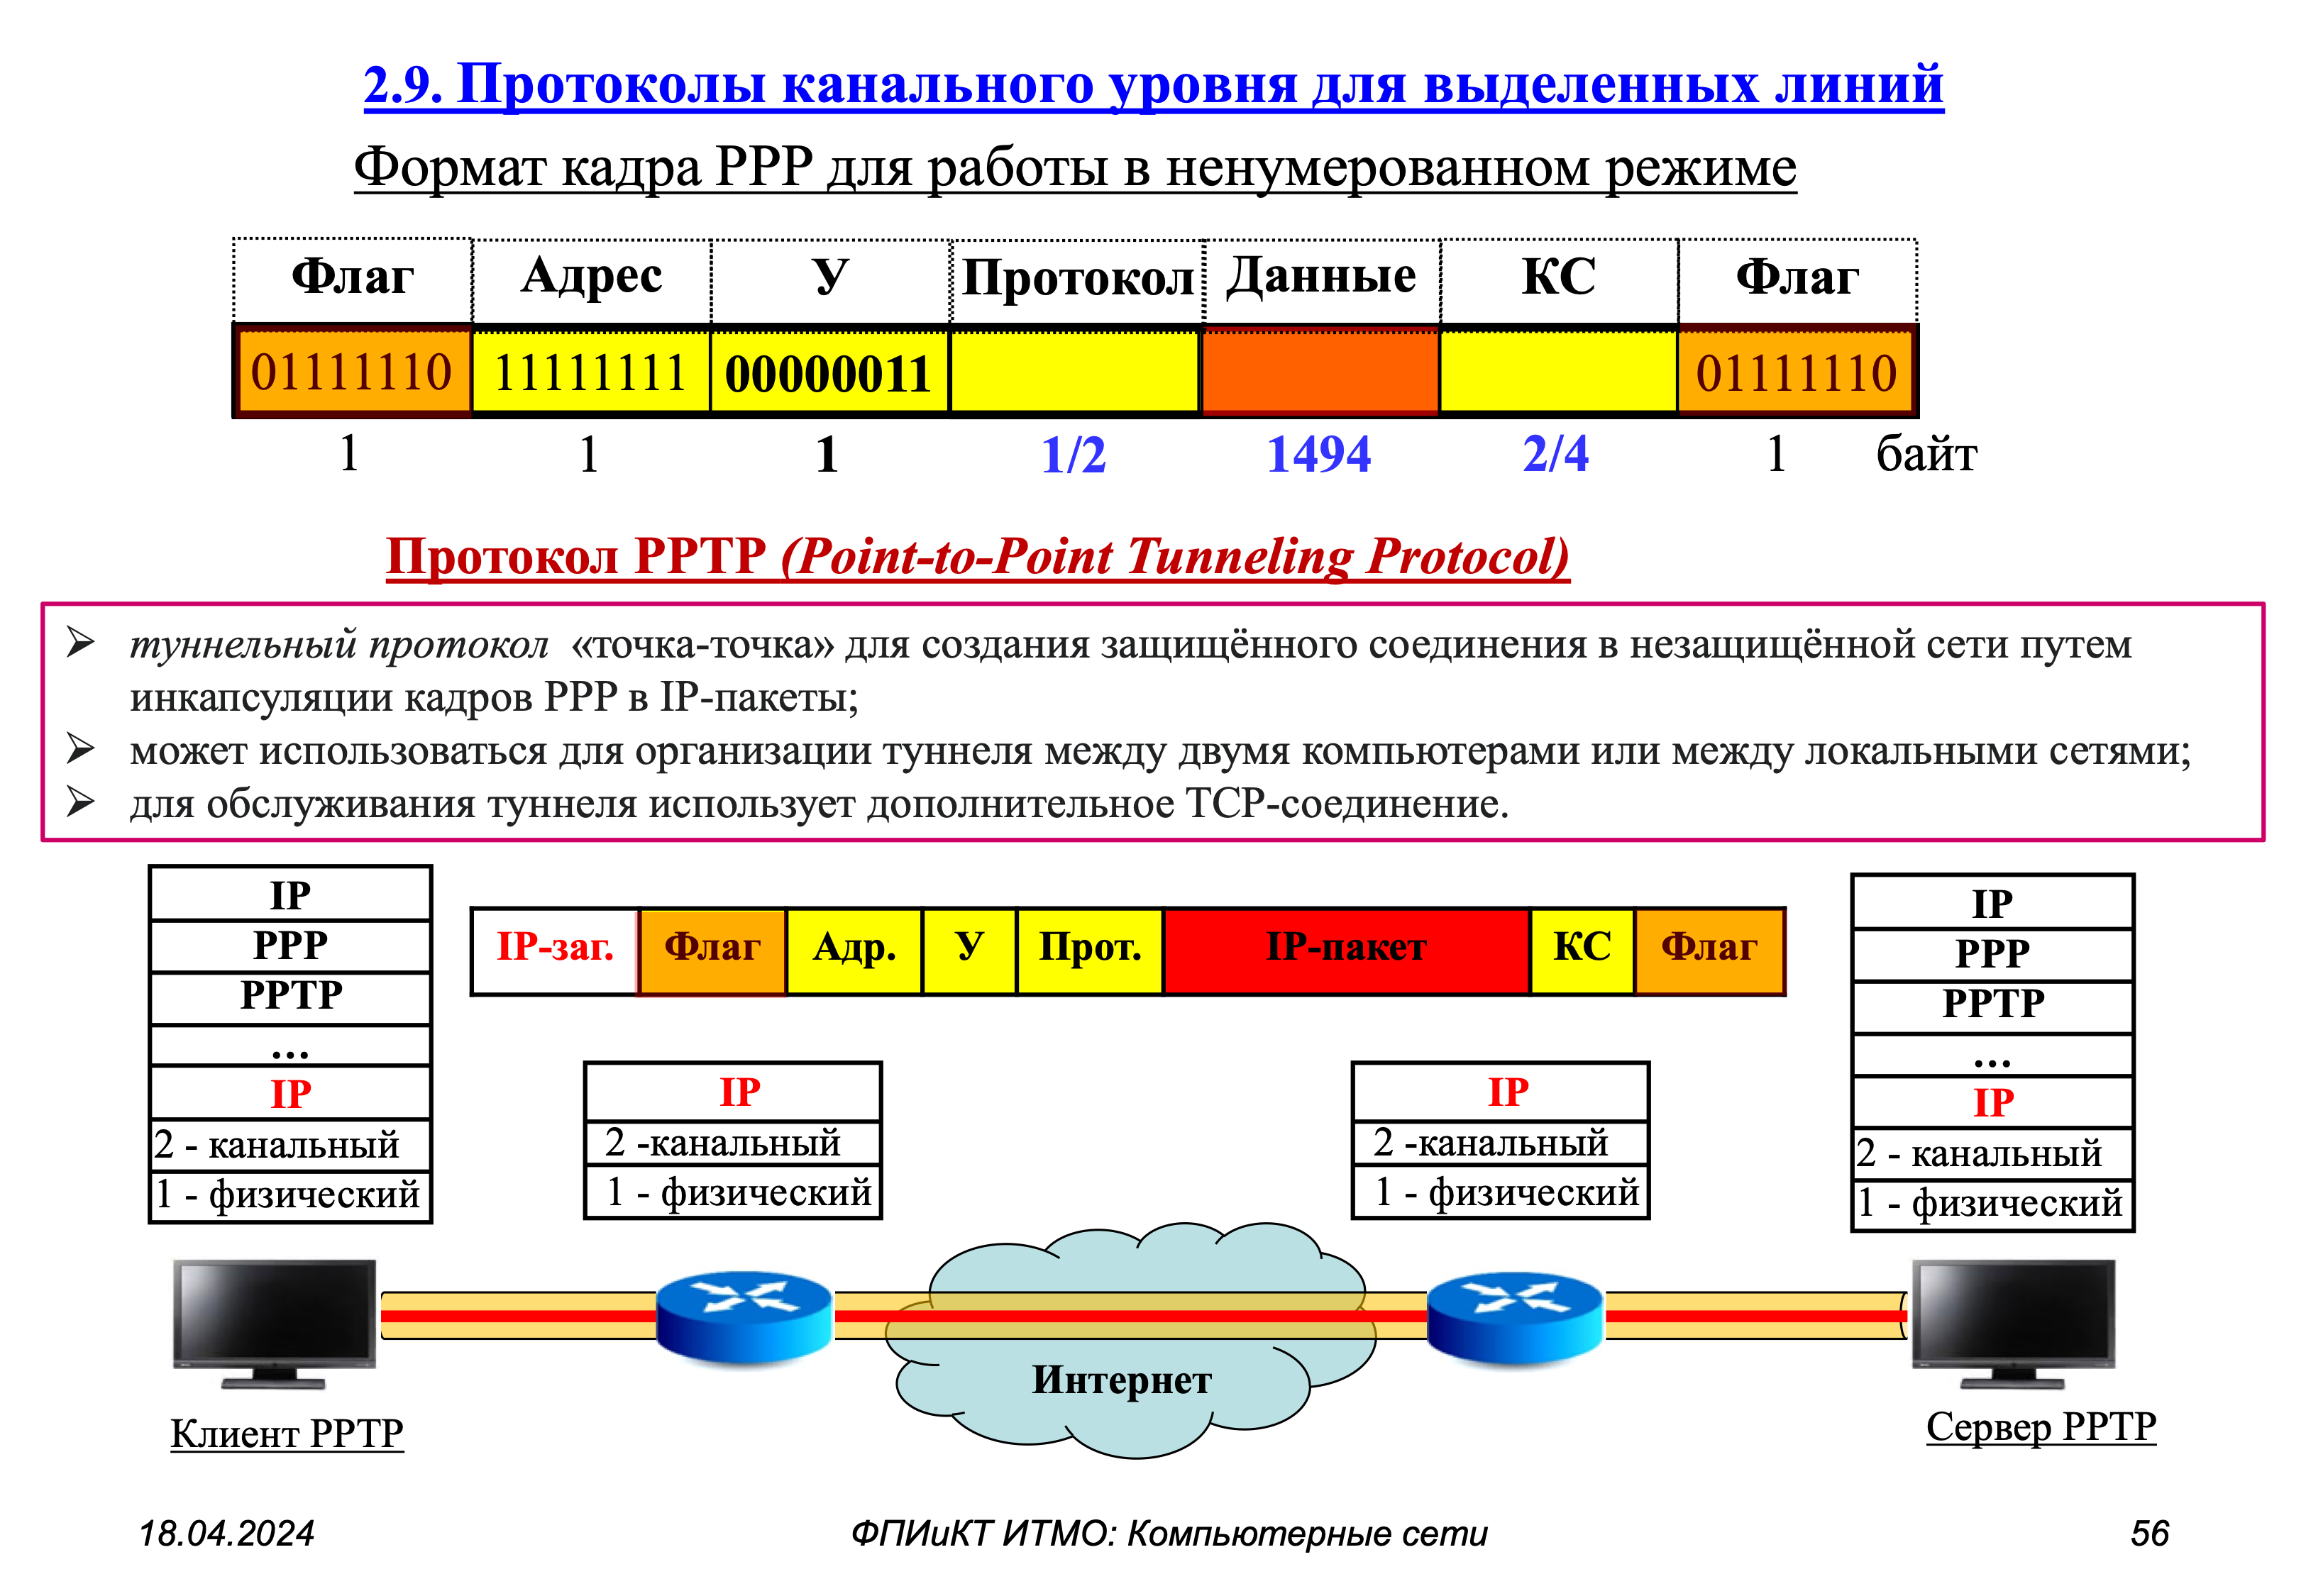 2.9. Протоколы канального уровня для выделенных линий
Формат кадра PPP для работы в ненумерованном режиме
Флаг Адрес У Протокол Данные КС Флаг
01111110 11111111 00000011 01111110
1 1 1 1/2 1494 2/4 1 байт
Протокол PPTP (Point-to-Point Tunneling Protocol)
➢ туннельный протокол «точка-точка» для создания защищённого соединения в незащищённой сети путем
инкапсуляции кадров PPP в IP-пакеты;
➢ может использоваться для организации туннеля между двумя компьютерами или между локальными сетями;
➢ для обслуживания туннеля использует дополнительное TCP-соединение.
IP
PPP
PPTP
...
IP
2 - канальный
1 - физический
IP-заг. Флаг Адр. У Прот. IP-пакет КС Флаг
IP
2 -канальный
1 - физический
IP
2 -канальный
1 - физический
IP
PPP
PPTP
...
IP
2 - канальный
1 - физический
Интернет
Клиент PPTP
Сервер PPTP
18.04.2024 ФПИиКТ ИТМО: Компьютерные сети 56